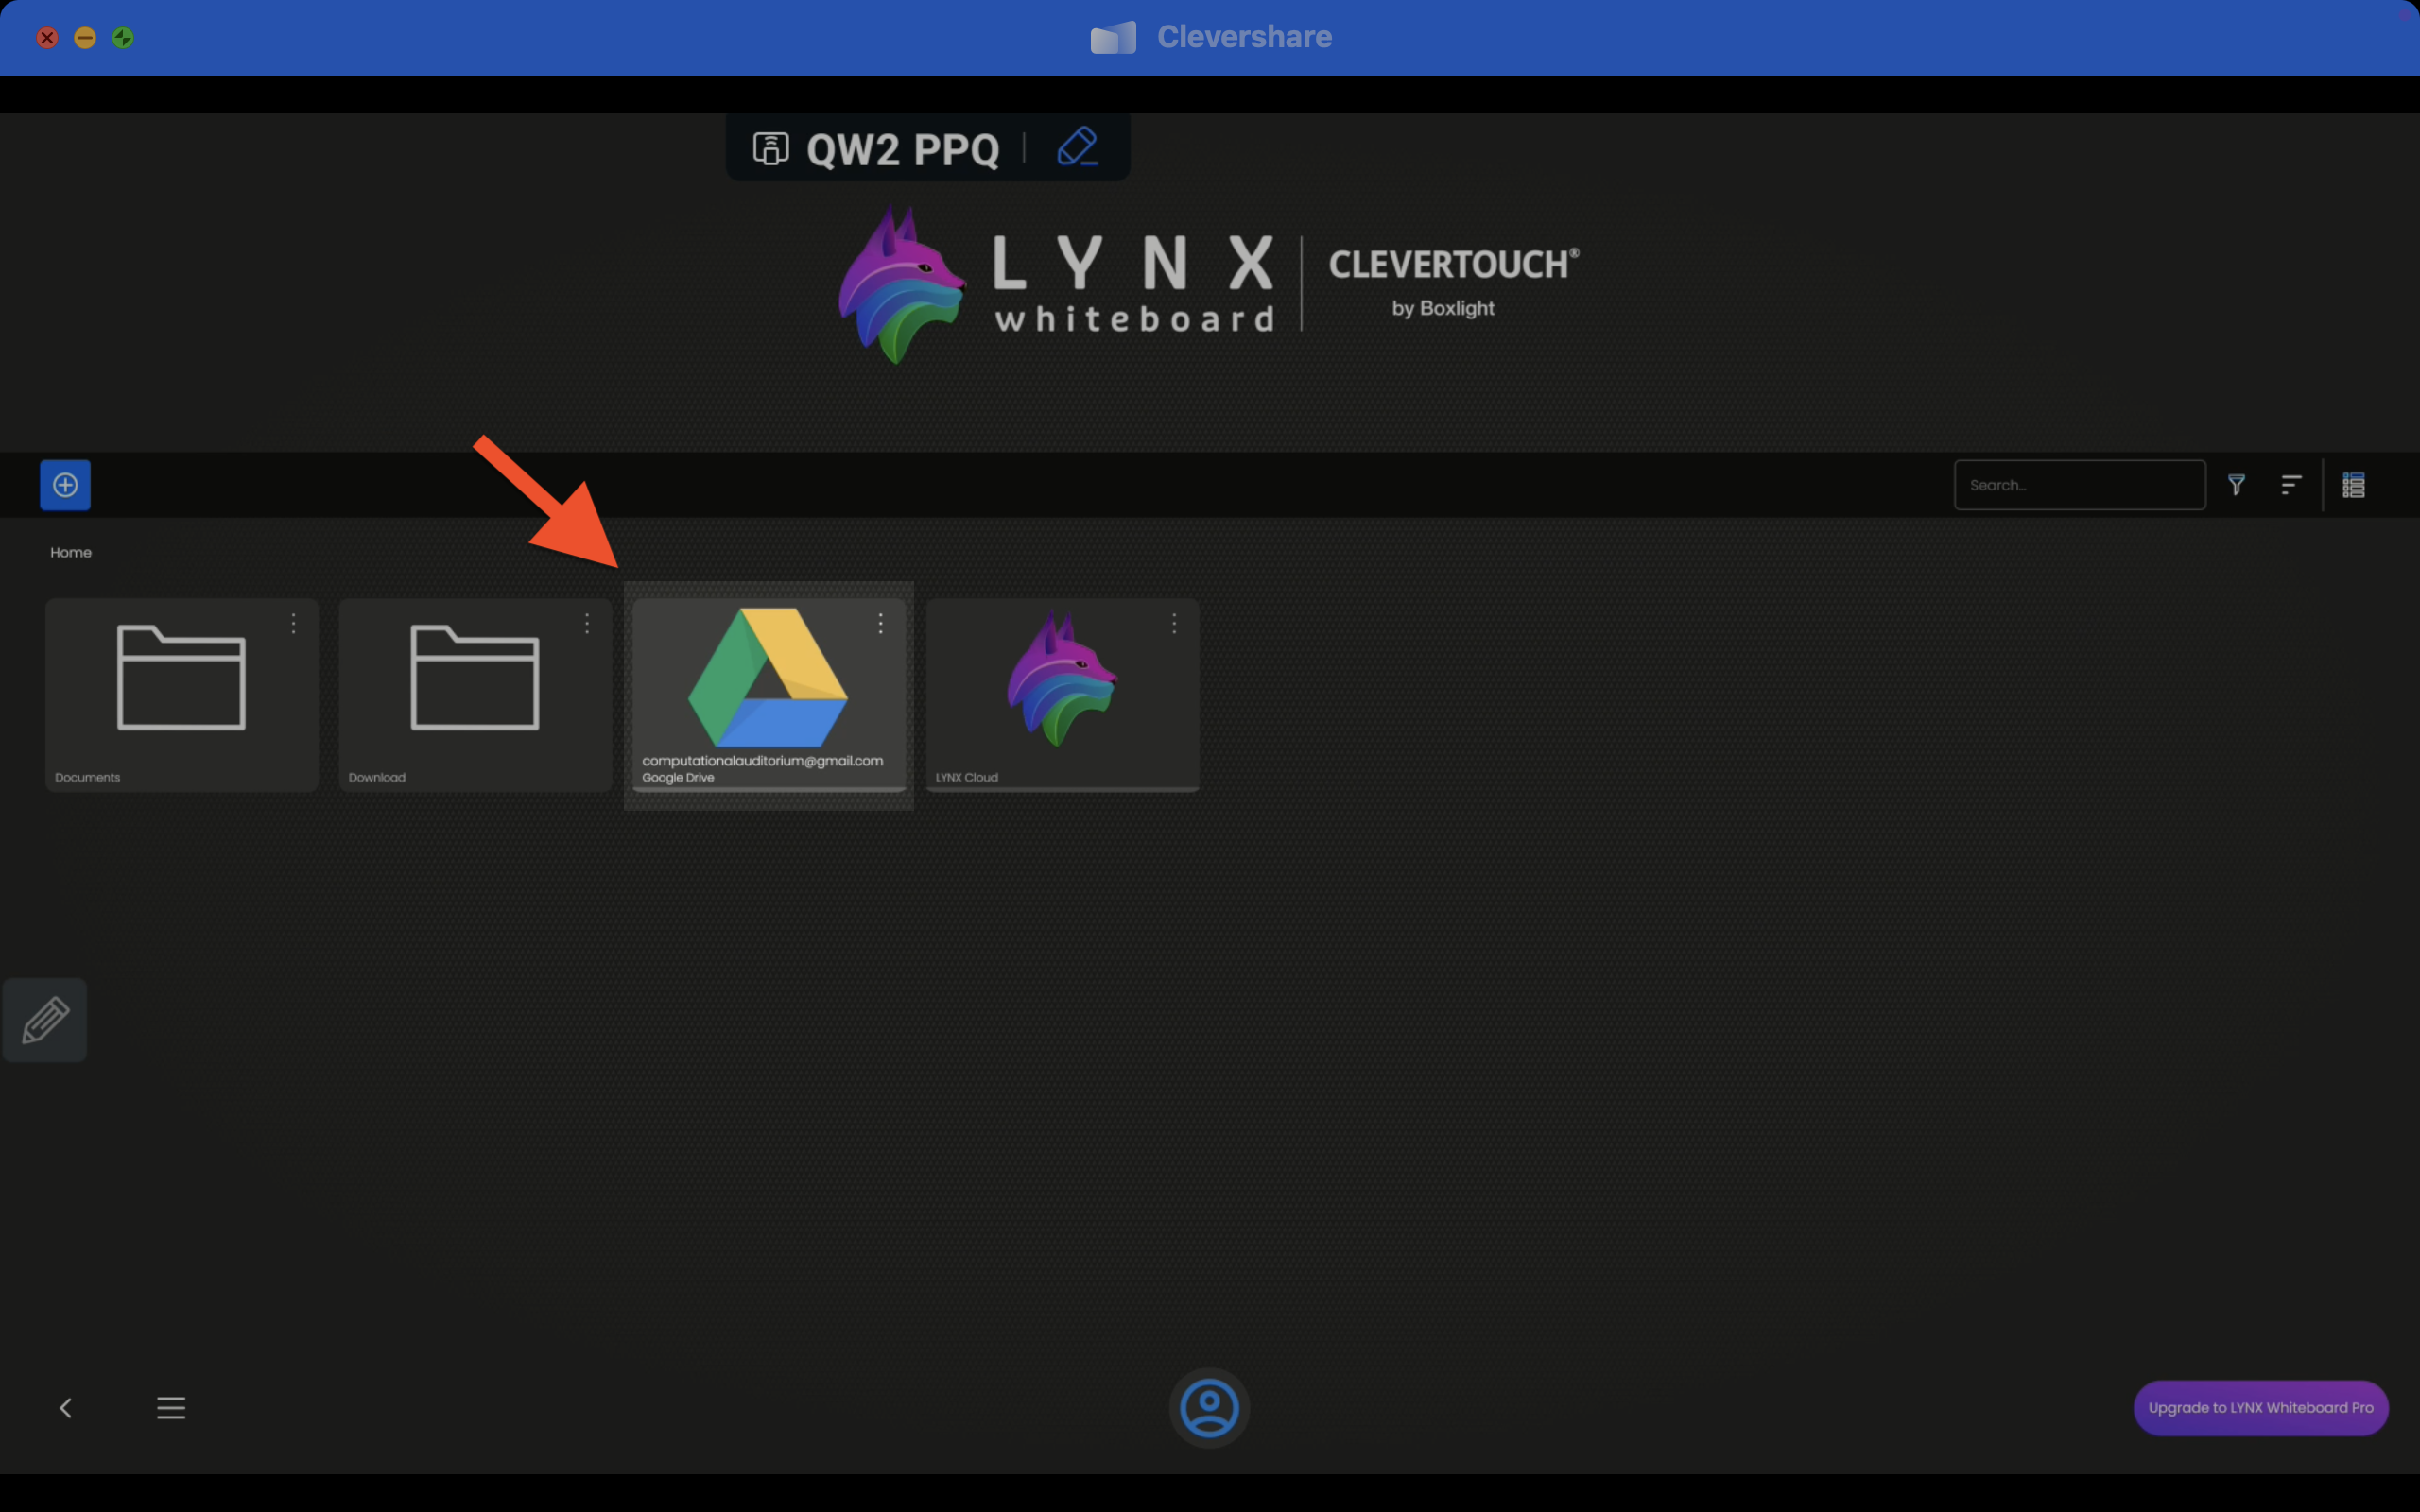 Clevershare
QW2 PPQ
LYNX
whiteboard
CLEVERTOUCH®
by Boxlight
Search...
Home
Documents
Download
computationalauditorium@gmail.com
Google Drive
LYNX Cloud
Upgrade to LYNX Whiteboard Pro